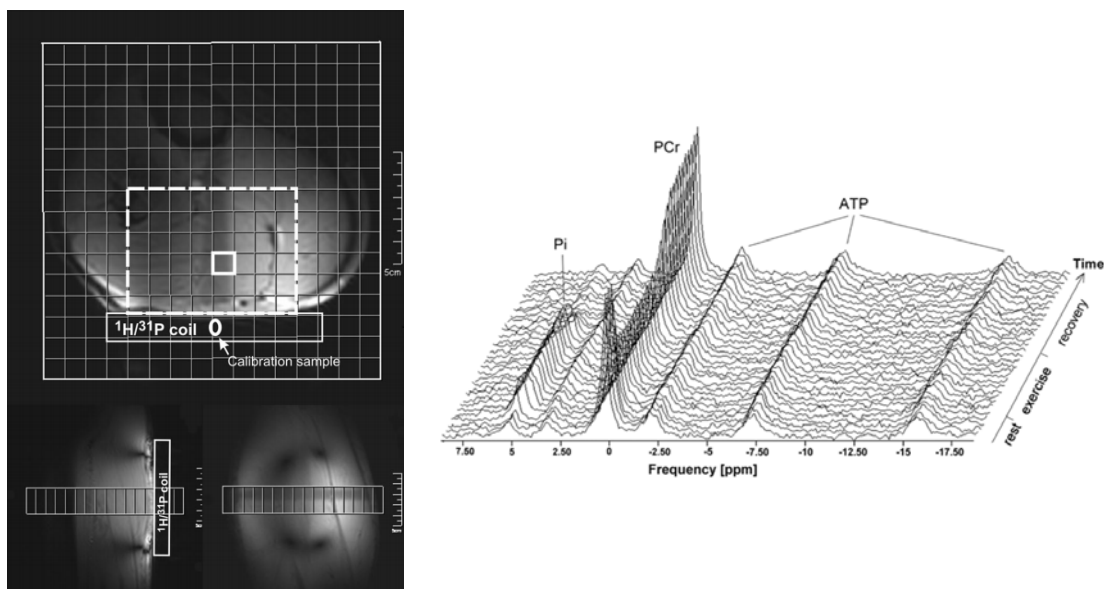 5cm
¹H/³¹P coil
Calibration sample
¹H/³¹P coil
PCr
ATP
Pi
Time
recovery
exercise
rest
7.50 5 2.50 0 -2.50 -5 -7.50 -10 -12.50 -15 -17.50
Frequency [ppm]